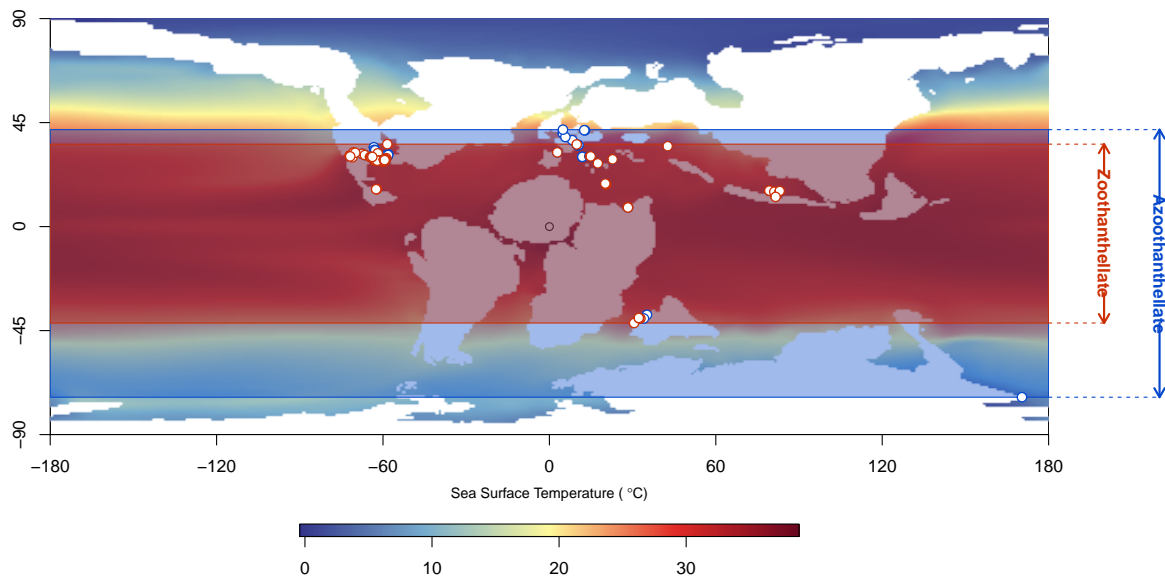 90
45
0
−45
−90
Zoothanthellate
Azoothanthellate
−180 −120 −60 0 60 120 180
Sea Surface Temperature ( °C)
0 10 20 30